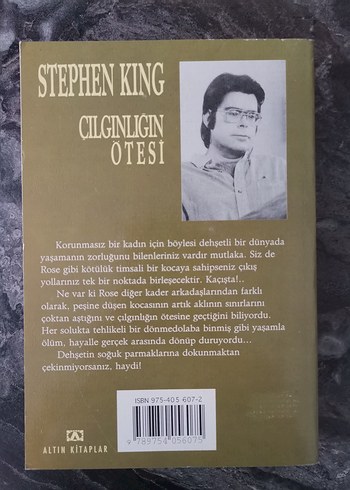 STEPHEN KING
ÇILGINLIĞIN
ÖTESİ
Korunmasız bir kadın için böylesi dehşetli bir dünyada
yaşamanın zorluğunu bilenleriniz vardır mutlaka. Siz de
Rose gibi kötülük timsali bir kocaya sahipseniz çıkış
yollarınız tek bir noktada birleşecektir. Kaçışta!..
Ne var ki Rose diğer kader arkadaşlarından farklı
olarak, peşine düşen kocasının artık aklının sınırlarını
çoktan aştığını ve çılgınlığın ötesine geçtiğini biliyordu.
Her solukta tehlikeli bir dönmedolaba binmiş gibi yaşamla
ölüm, hayalle gerçek arasında dönüp duruyordu...
Dehşetin soğuk parmaklarına dokunmaktan
çekinmiyorsanız, haydi!
ISBN 975-405-607-2
9 789754 056075
ALTIN KİTAPLAR